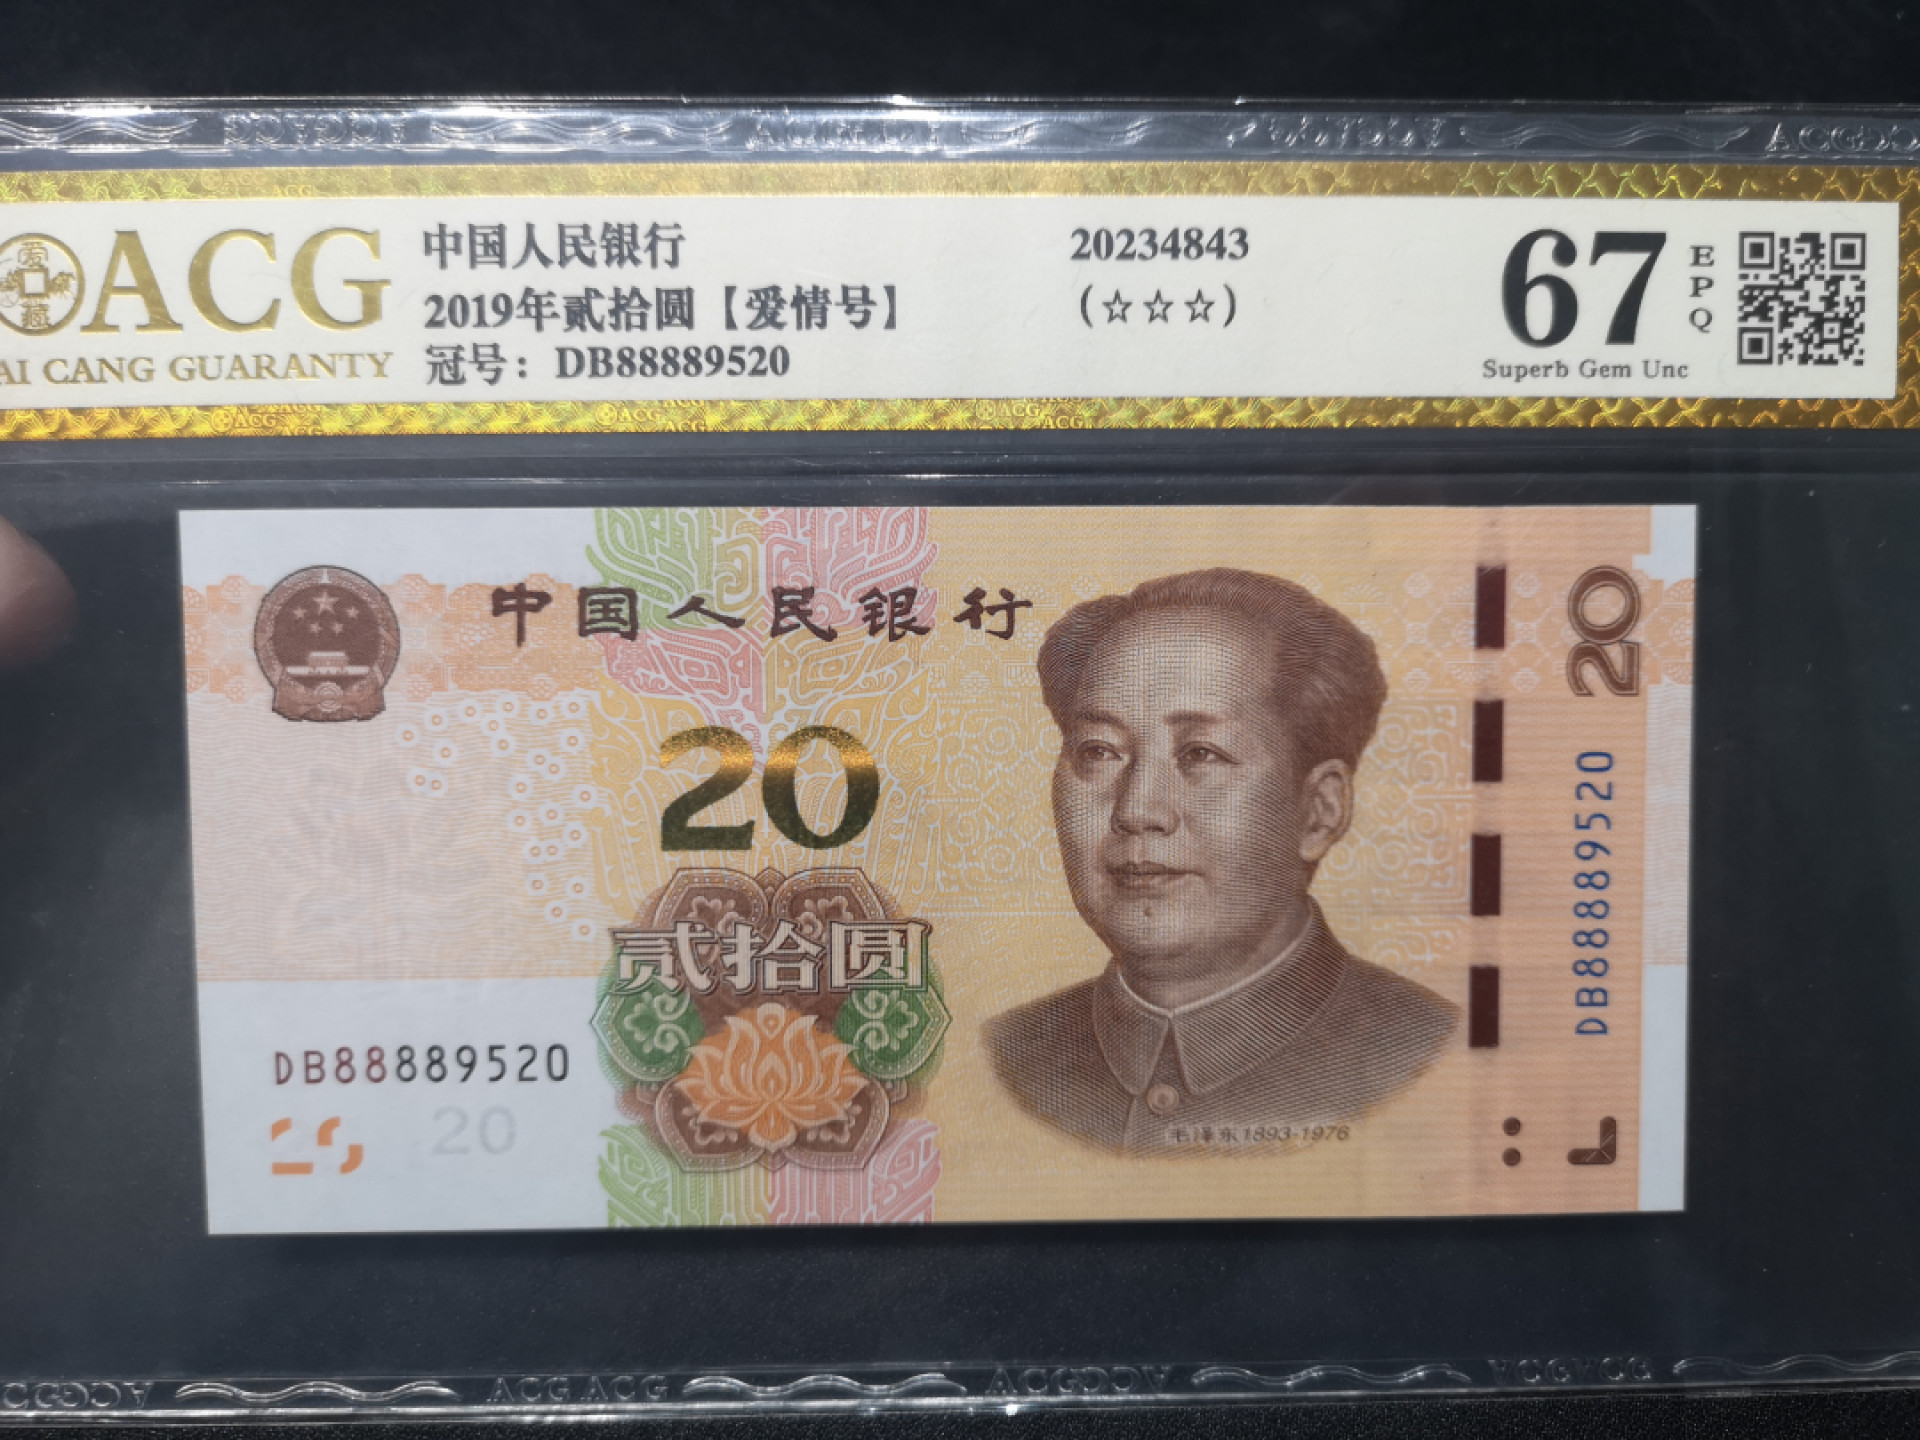 ACG
AI CANG GUARANTY
中国人民银行
2019年贰拾圆【爱情号】
冠号：DB88889520
20234843
(☆☆☆)
67
EPQ
Superb Gem Unc
中国人民银行
20
20
贰拾圆
DB88889520
20
DB88889520
毛泽东1893-1976
ACG ACG